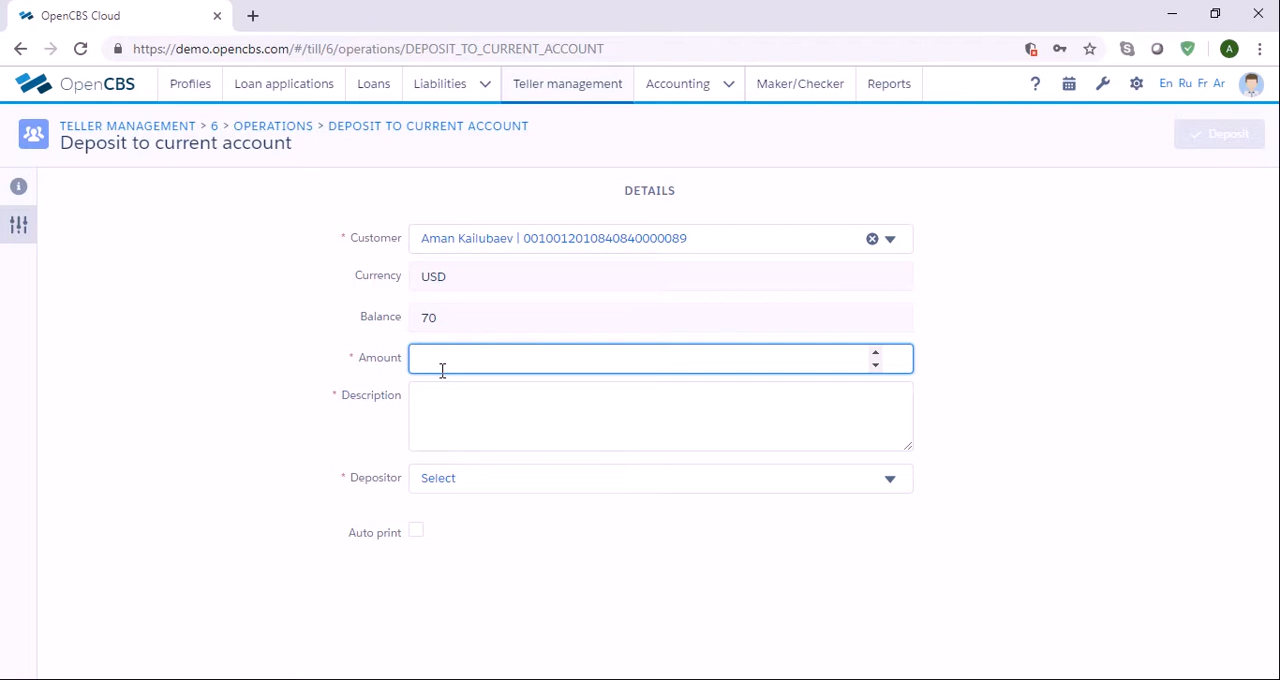 OpenCBS Cloud
https://demo.opencbs.com/#/till/6/operations/DEPOSIT_TO_CURRENT_ACCOUNT
A
OpenCBS Profiles Loan applications Loans Liabilities Teller management Accounting Maker/Checker Reports ? En Ru Fr Ar
TELLER MANAGEMENT > 6 > OPERATIONS > DEPOSIT TO CURRENT ACCOUNT
Deposit to current account
Deposit
DETAILS
* Customer Aman Kailubaev | 0010012010840840000089
Currency USD
Balance 70
* Amount
* Description
* Depositor Select
Auto print